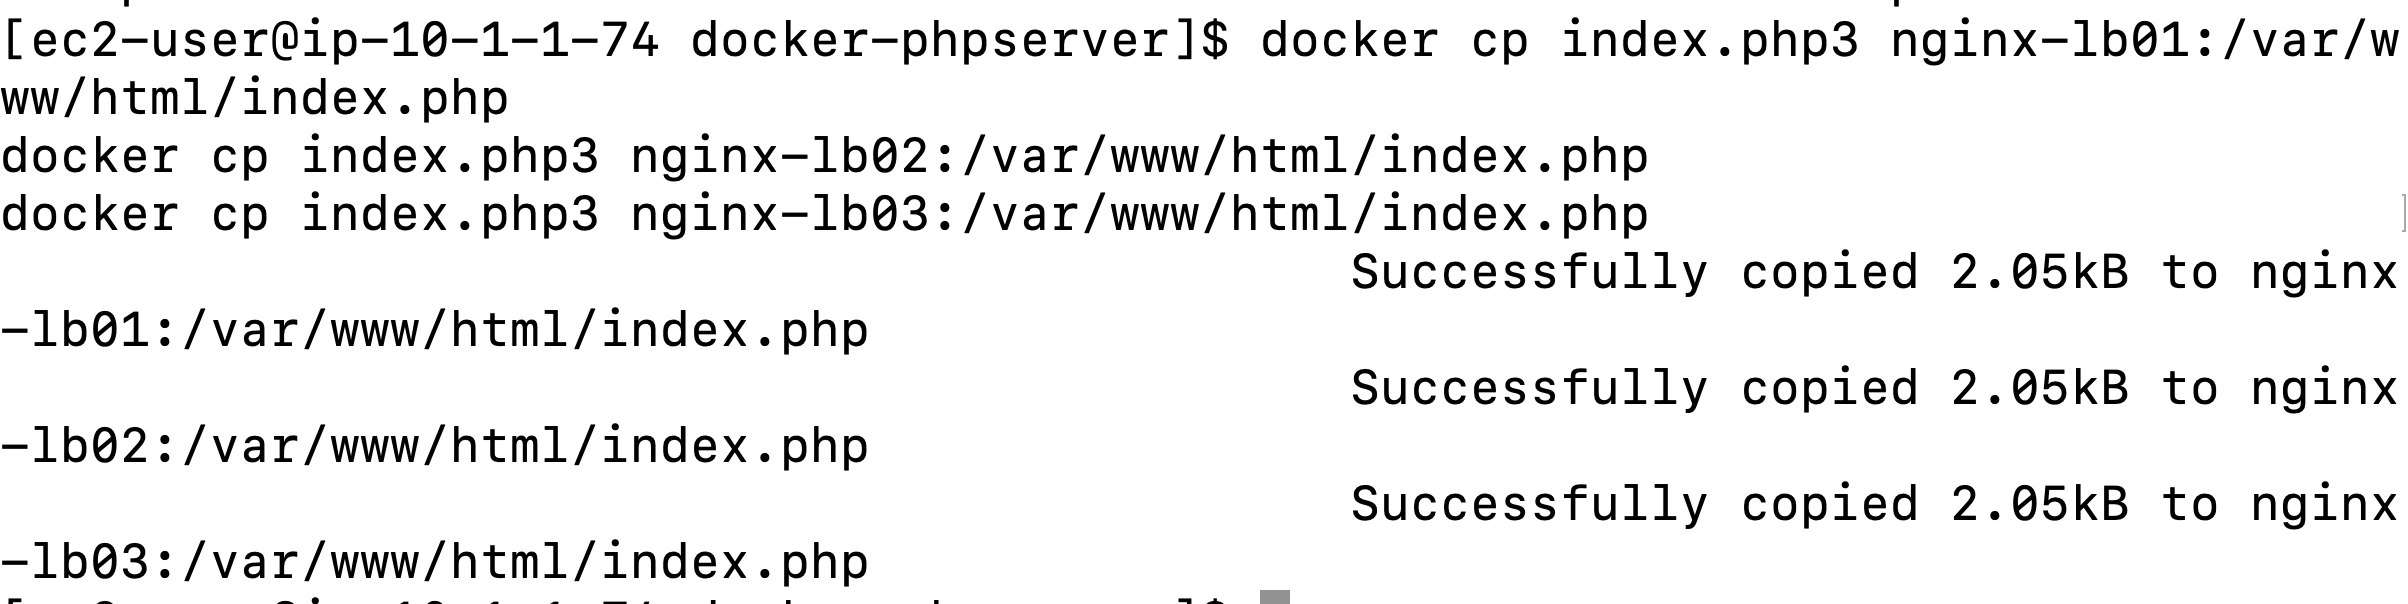 [ec2-user@ip-10-1-1-74 docker-phpserver]$ docker cp index.php3 nginx-lb01:/var/w
ww/html/index.php
docker cp index.php3 nginx-lb02:/var/www/html/index.php
docker cp index.php3 nginx-lb03:/var/www/html/index.php ]
Successfully copied 2.05kB to nginx
-lb01:/var/www/html/index.php
Successfully copied 2.05kB to nginx
-lb02:/var/www/html/index.php
Successfully copied 2.05kB to nginx
-lb03:/var/www/html/index.php